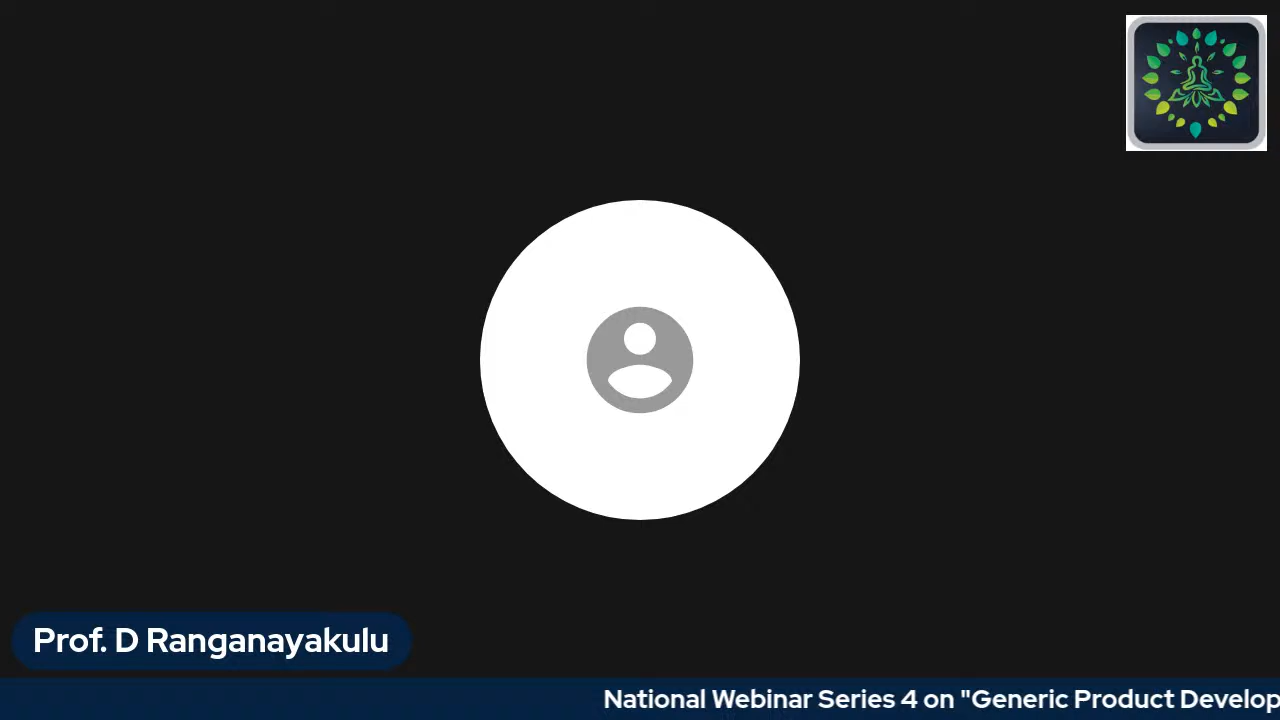 Prof. D Ranganayakulu
National Webinar Series 4 on "Generic Product Develop